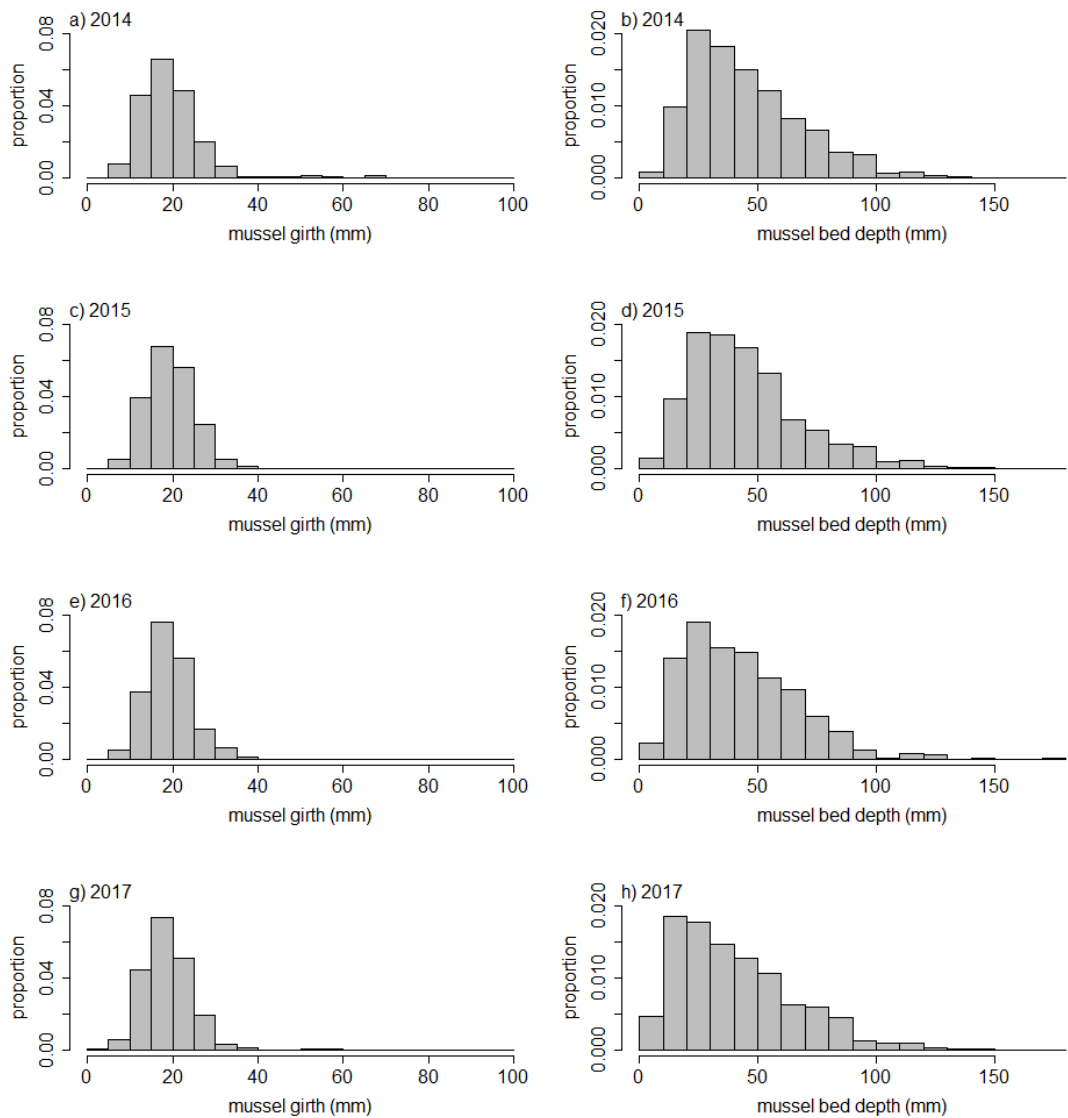 a) 2014
proportion
0.00 0.04 0.08
0 20 40 60 80 100
mussel girth (mm)
b) 2014
proportion
0.000 0.010 0.020
0 50 100 150
mussel bed depth (mm)
c) 2015
proportion
0.00 0.04 0.08
0 20 40 60 80 100
mussel girth (mm)
d) 2015
proportion
0.000 0.010 0.020
0 50 100 150
mussel bed depth (mm)
e) 2016
proportion
0.00 0.04 0.08
0 20 40 60 80 100
mussel girth (mm)
f) 2016
proportion
0.000 0.010 0.020
0 50 100 150
mussel bed depth (mm)
g) 2017
proportion
0.00 0.04 0.08
0 20 40 60 80 100
mussel girth (mm)
h) 2017
proportion
0.000 0.010 0.020
0 50 100 150
mussel bed depth (mm)